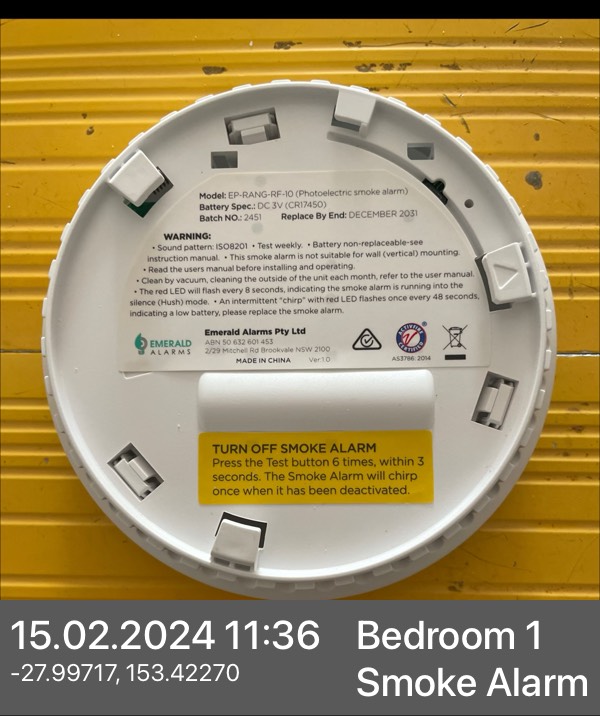 Model: EP-RANG-RF-10 (Photoelectric smoke alarm)
Battery Spec.: DC 3V (CR17450)
Batch NO.: 2451 Replace By End: DECEMBER 2031
WARNING:
• Sound pattern: ISO8201 • Test weekly. • Battery non-replaceable-see
instruction manual. • This smoke alarm is not suitable for wall (vertical) mounting.
• Read the users manual before installing and operating.
• Clean by vacuum, cleaning the outside of the unit each month, refer to the user manual.
• The red LED will flash every 8 seconds, indicating the smoke alarm is running into the
silence (Hush) mode. • An intermittent "chirp" with red LED flashes once every 48 seconds,
indicating a low battery, please replace the smoke alarm.
EMERALD
ALARMS
Emerald Alarms Pty Ltd
ABN 50 632 601 453
2/29 Mitchell Rd Brookvale NSW 2100
MADE IN CHINA Ver 1.0
ACTIVFIRE
CERTIFIED
AS3786: 2014
TURN OFF SMOKE ALARM
Press the Test button 6 times, within 3
seconds. The Smoke Alarm will chirp
once when it has been deactivated.
15.02.2024 11:36
-27.99717, 153.42270
Bedroom 1
Smoke Alarm